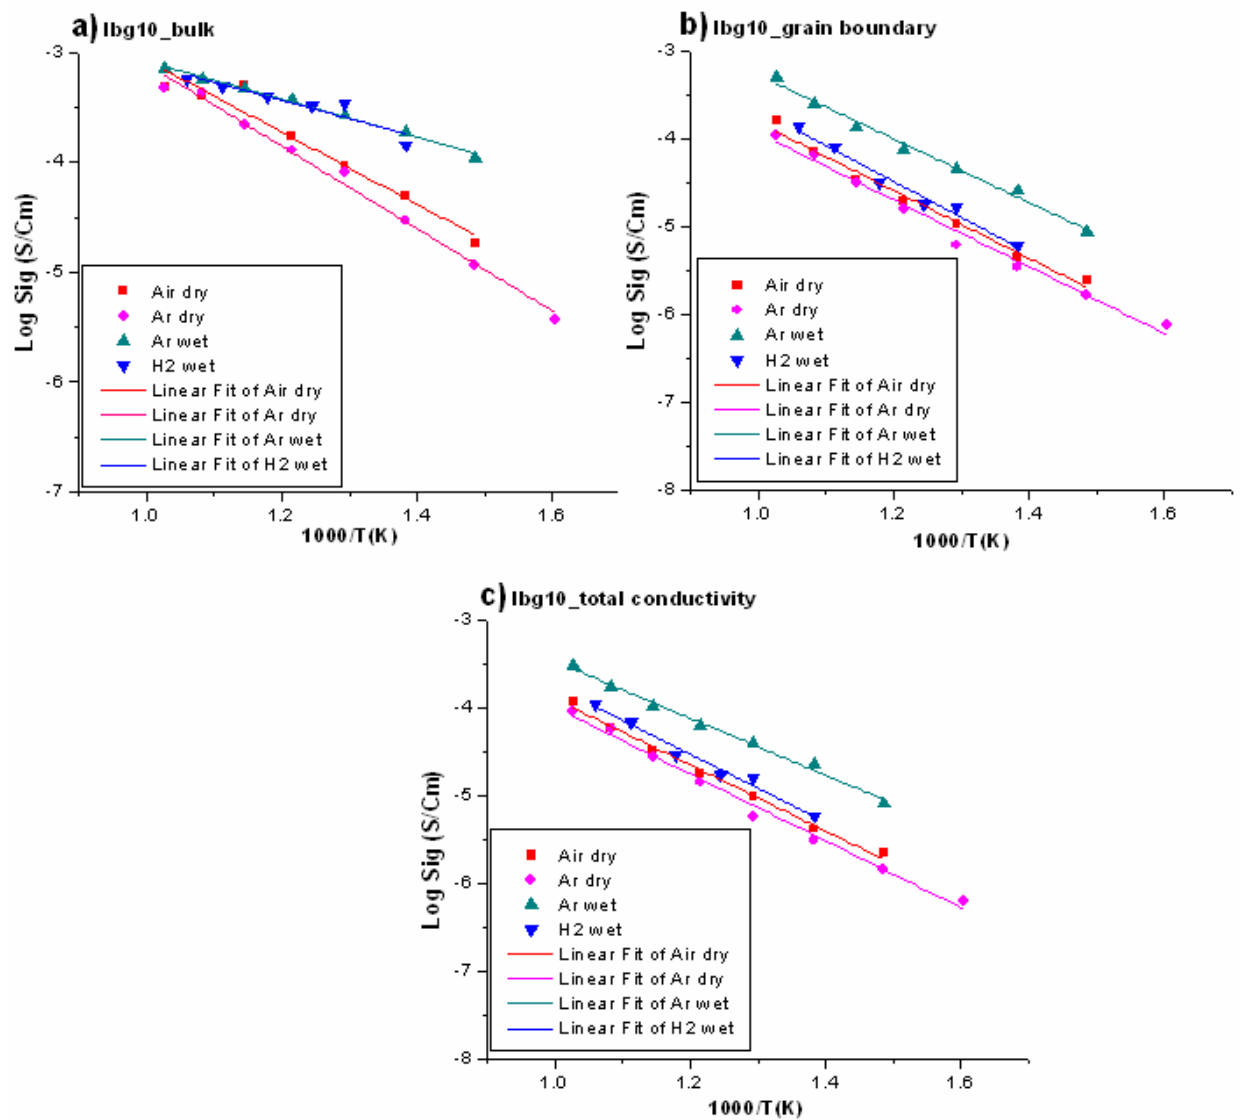 a) lbg10_bulk
-3
-4
-5
-6
-7
Log Sig (S/Cm)
Air dry
Ar dry
Ar wet
H2 wet
Linear Fit of Air dry
Linear Fit of Ar dry
Linear Fit of Ar wet
Linear Fit of H2 wet
1.0 1.2 1.4 1.6
1000/T(K)
b) lbg10_grain boundary
-3
-4
-5
-6
-7
-8
Log Sig (S/Cm)
Air dry
Ar dry
Ar wet
H2 wet
Linear Fit of Air dry
Linear Fit of Ar dry
Linear Fit of Ar wet
Linear Fit of H2 wet
1.0 1.2 1.4 1.6
1000/T(K)
c) lbg10_total conductivity
-3
-4
-5
-6
-7
-8
Log Sig (S/Cm)
Air dry
Ar dry
Ar wet
H2 wet
Linear Fit of Air dry
Linear Fit of Ar dry
Linear Fit of Ar wet
Linear Fit of H2 wet
1.0 1.2 1.4 1.6
1000/T(K)